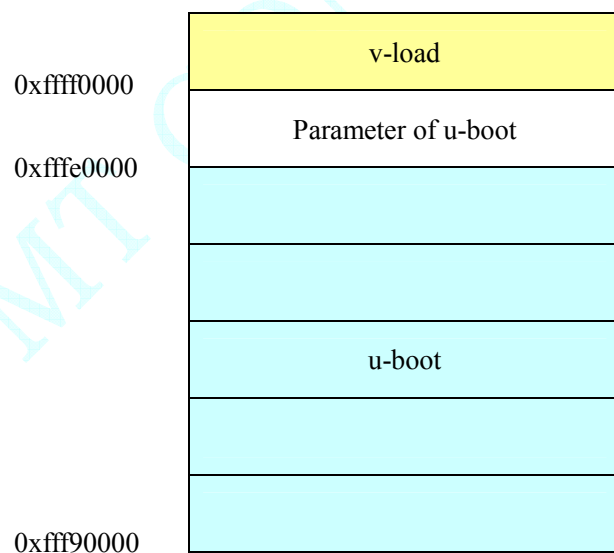 v-load
0xffff0000
Parameter of u-boot
0xfffe0000
u-boot
0xfff90000